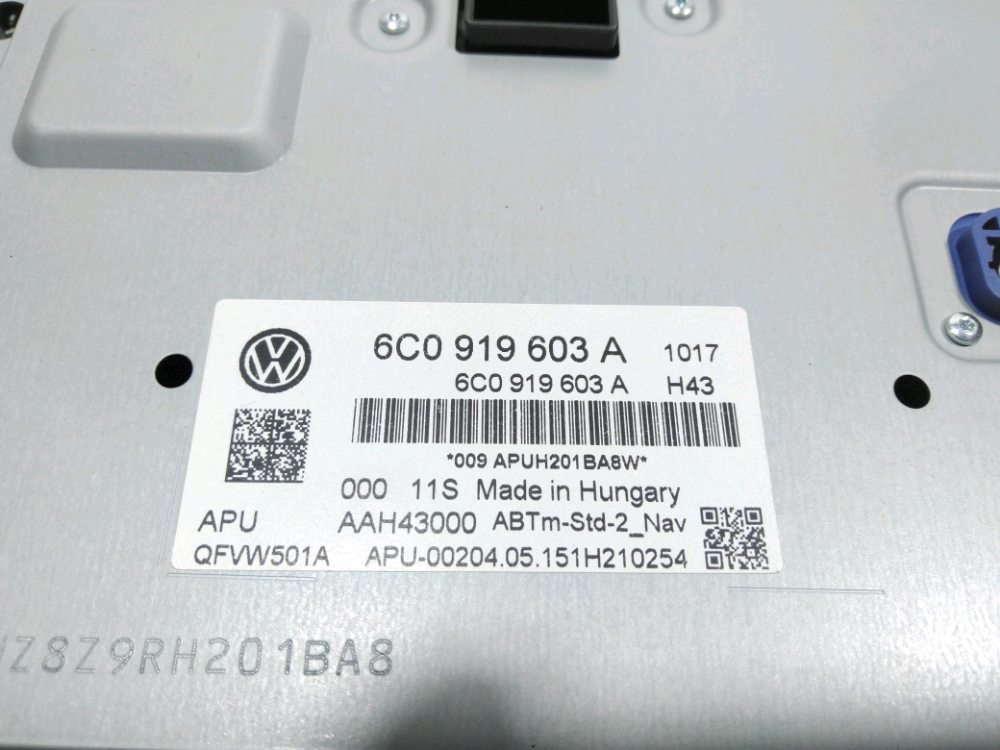 6C0 919 603 A 1017
6C0 919 603 A H43
*009 APUH201BA8W*
000 11S Made in Hungary
APU AAH43000 ABTm-Std-2_Nav
QFVW501A APU-00204.05.151H210254
Z8Z9RH201BA8